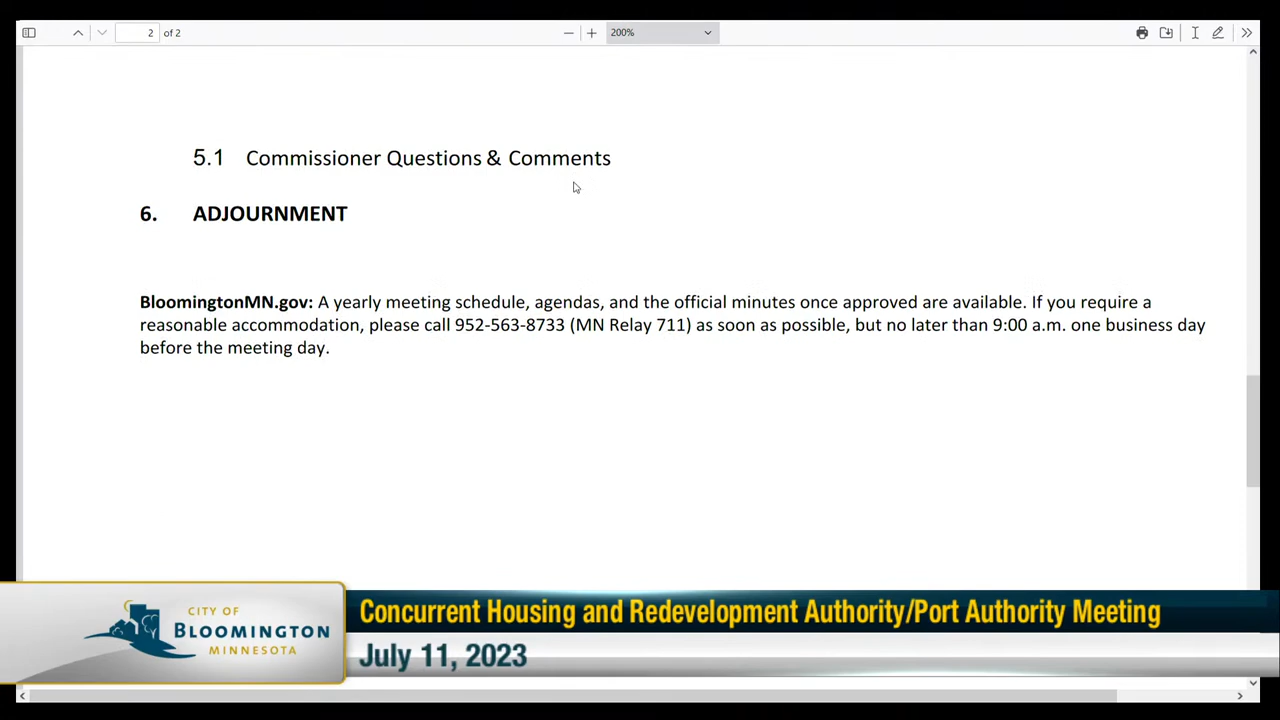 2 of 2
200%
5.1 Commissioner Questions & Comments
6. ADJOURNMENT
BloomingtonMN.gov: A yearly meeting schedule, agendas, and the official minutes once approved are available. If you require a
reasonable accommodation, please call 952-563-8733 (MN Relay 711) as soon as possible, but no later than 9:00 a.m. one business day
before the meeting day.
CITY OF
BLOOMINGTON
MINNESOTA
Concurrent Housing and Redevelopment Authority/Port Authority Meeting
July 11, 2023